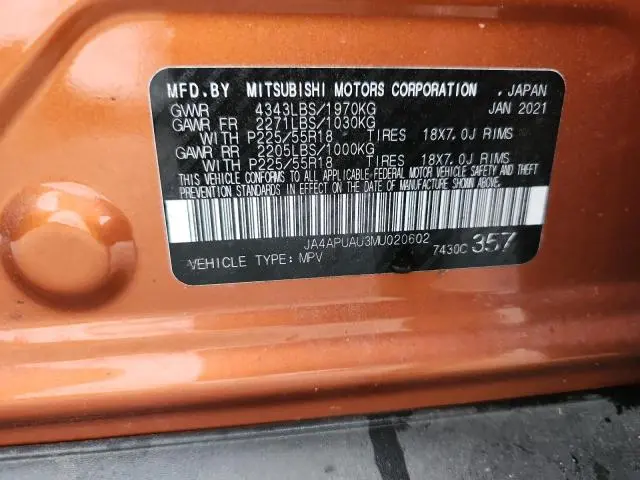 MFD.BY MITSUBISHI MOTORS CORPORATION , JAPAN
GVWR 4343LBS/1970KG JAN 2021
GAWR FR 2271LBS/1030KG
WITH P225/55R18 TIRES 18X7.0J RIMS
GAWR RR 2205LBS/1000KG
WITH P225/55R18 TIRES 18X7.0J RIMS
THIS VEHICLE CONFORMS TO ALL APPLICABLE FEDERAL MOTOR VEHICLE SAFETY AND THEFT
PREVENTION STANDARDS IN EFFECT ON THE DATE OF MANUFACTURE SHOWN ABOVE.
JA4APUAU3MU020602
VEHICLE TYPE: MPV 7430C 357